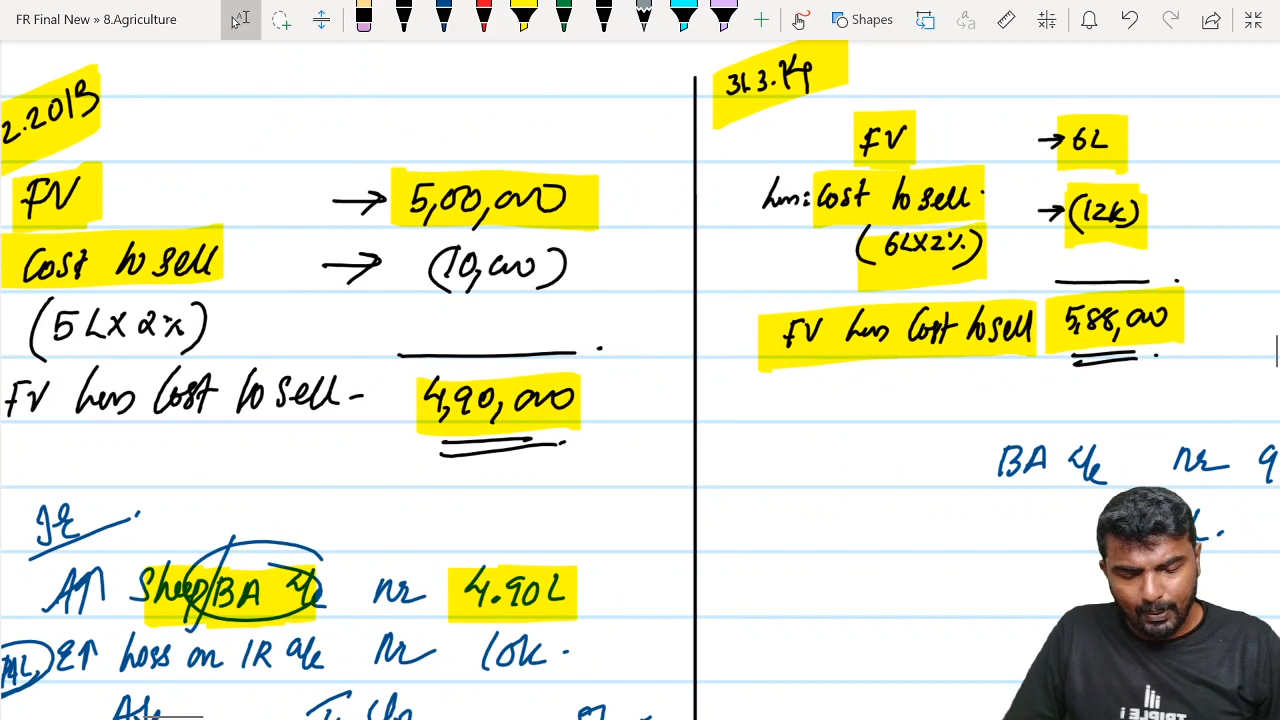 FR Final New » 8.Agriculture
Shapes
2.2019
FV → 5,00,000
Cost to sell → (10,000)
(5L X 2%)
FV less Cost to sell - 4,90,000
JE
A↑ Sheep/BA a/c Dr 4.90L
E↑ Loss on IR a/c Dr 10k.
31.3.19
FV → 6L
Less: Cost to sell → (12k)
(6L X 2%)
FV less Cost to sell 5,88,000
BA a/c Dr 9
TRIPLE i